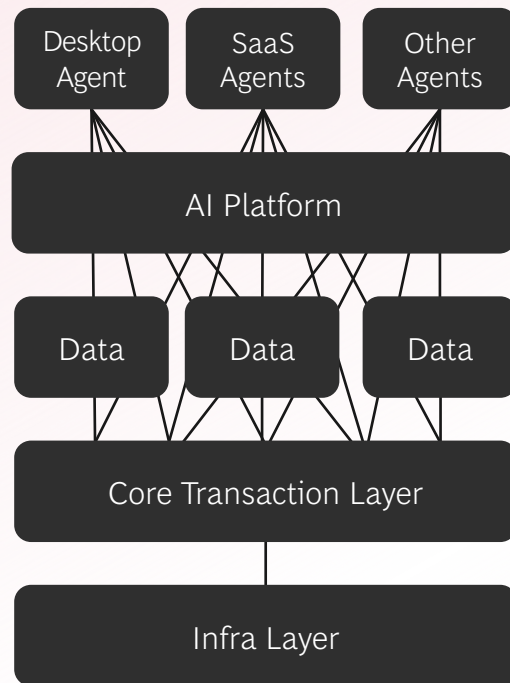 Desktop
Agent
SaaS
Agents
Other
Agents
AI Platform
Data
Data
Data
Core Transaction Layer
Infra Layer